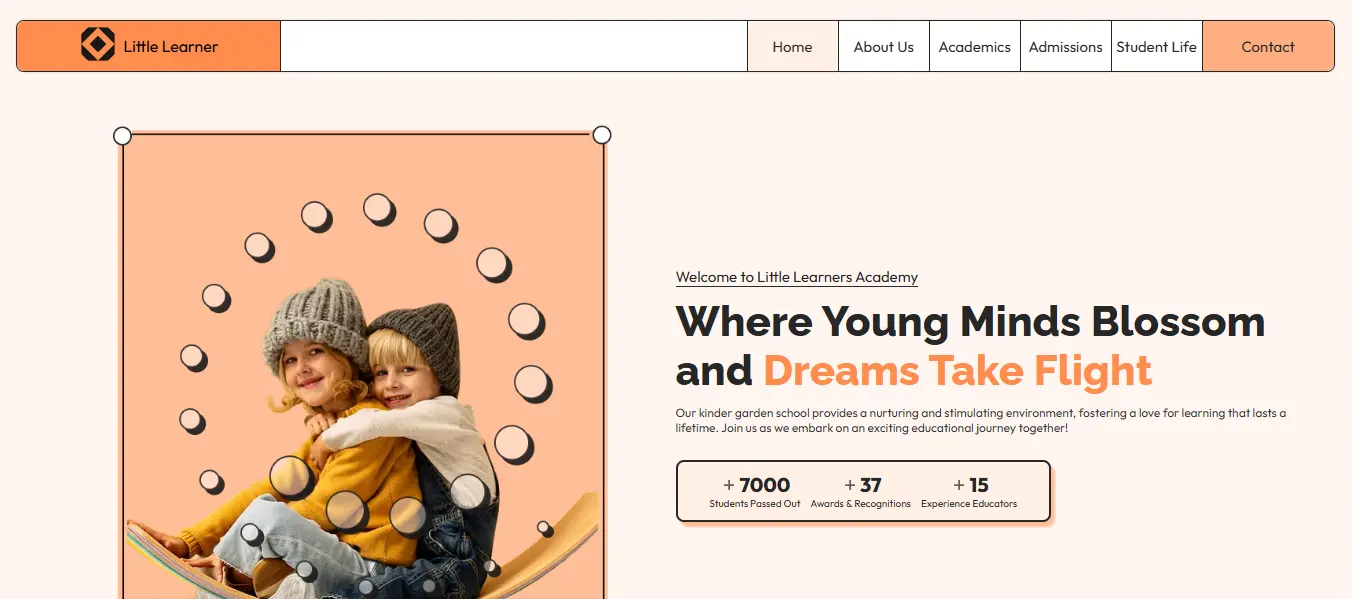 Little Learner
Home
About Us
Academics
Admissions
Student Life
Contact
Welcome to Little Learners Academy
Where Young Minds Blossom
and Dreams Take Flight
Our kinder garden school provides a nurturing and stimulating environment, fostering a love for learning that lasts a
lifetime. Join us as we embark on an exciting educational journey together!
+ 7000
Students Passed Out
+ 37
Awards & Recognitions
+ 15
Experience Educators